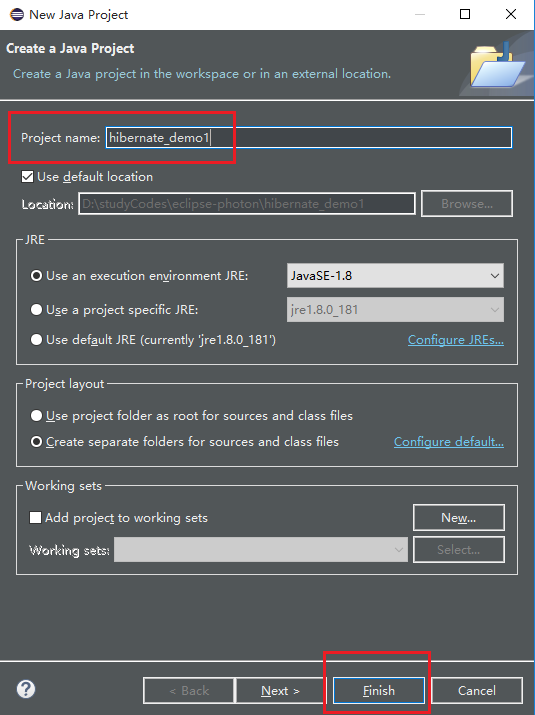 New Java Project
Create a Java Project
Create a Java project in the workspace or in an external location.
Project name: hibernate_demo1
Use default location
Location: D:\studyCodes\eclipse-photon\hibernate_demo1 Browse...
JRE
Use an execution environment JRE: JavaSE-1.8
Use a project specific JRE: jre1.8.0_181
Use default JRE (currently 'jre1.8.0_181') Configure JREs...
Project layout
Use project folder as root for sources and class files
Create separate folders for sources and class files Configure default...
Working sets
Add project to working sets New...
Working sets: Select...
? < Back Next > Finish Cancel